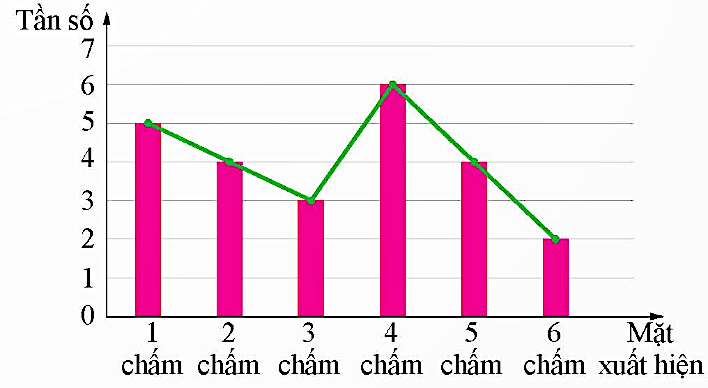 Tần số
7
6
5
4
3
2
1
0
1 2 3 4 5 6 Mặt
chấm chấm chấm chấm chấm chấm xuất hiện